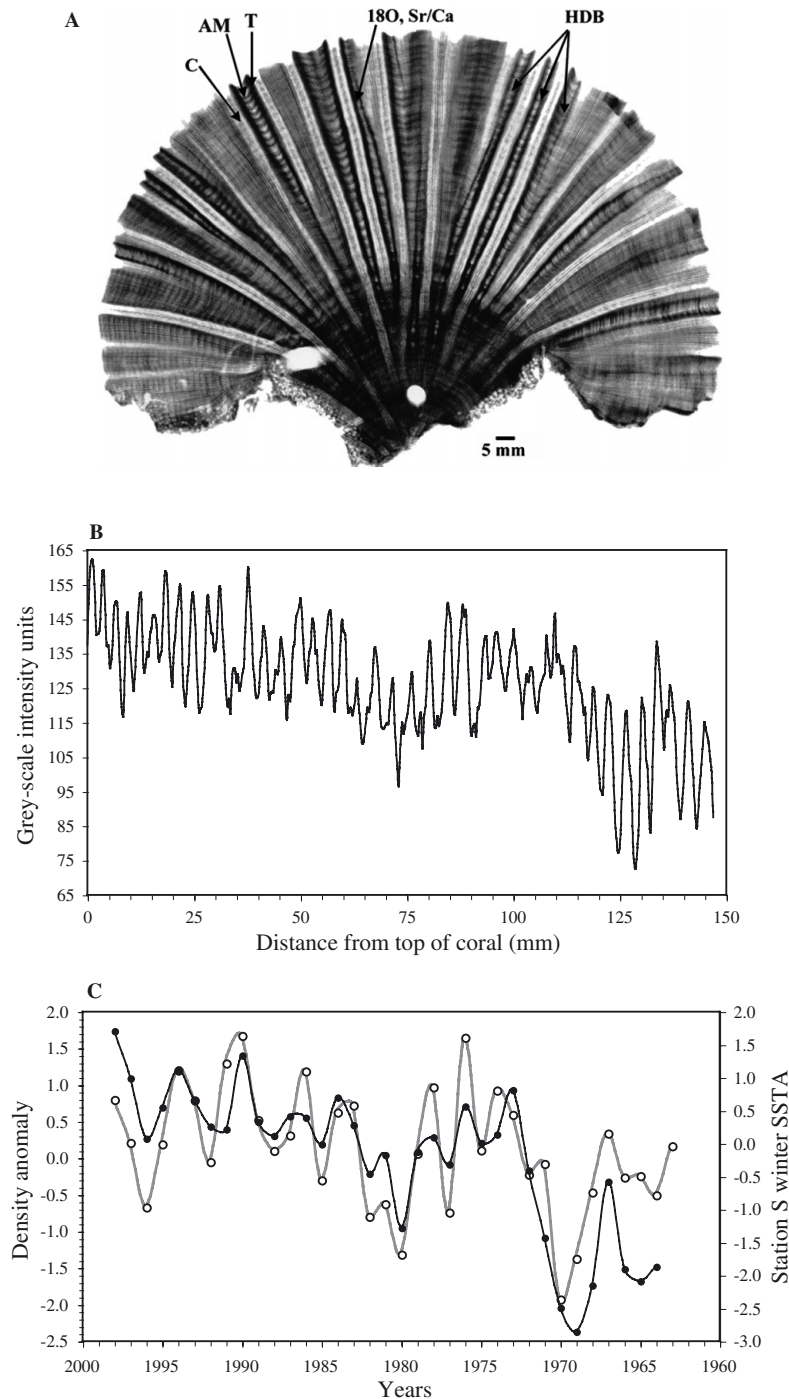 A
AM T 18O, Sr/Ca HDB
C
5 mm
B
165
155
145
135
125
115
105
95
85
75
65
Grey-scale intensity units
0 25 50 75 100 125 150
Distance from top of coral (mm)
C
2.0 2.0
1.5 1.5
1.0 1.0
0.5 0.5
0.0 0.0
-0.5 -0.5
-1.0 -1.0
-1.5 -1.5
-2.0 -2.0
-2.5 -2.5
-3.0
Density anomaly
Station S winter SSTA
2000 1995 1990 1985 1980 1975 1970 1965 1960
Years